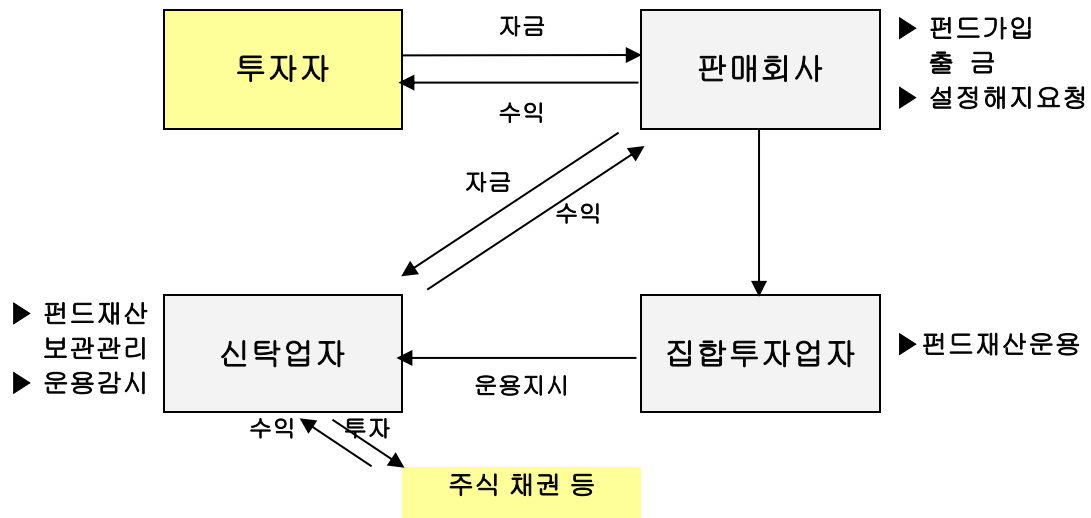 자금
투자자
판매회사
▶ 펀드가입
출 금
▶ 설정해지요청
수익
자금
수익
▶ 펀드재산
보관관리
▶ 운용감시
신탁업자
집합투자업자
▶펀드재산운용
운용지시
수익
투자
주식 채권 등